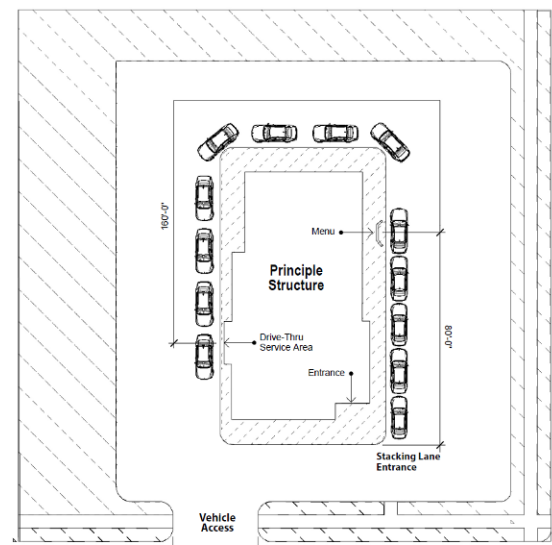 160'-0"
Menu
Principle
Structure
Drive-Thru
Service Area
80'-0"
Entrance
Stacking Lane
Entrance
Vehicle
Access